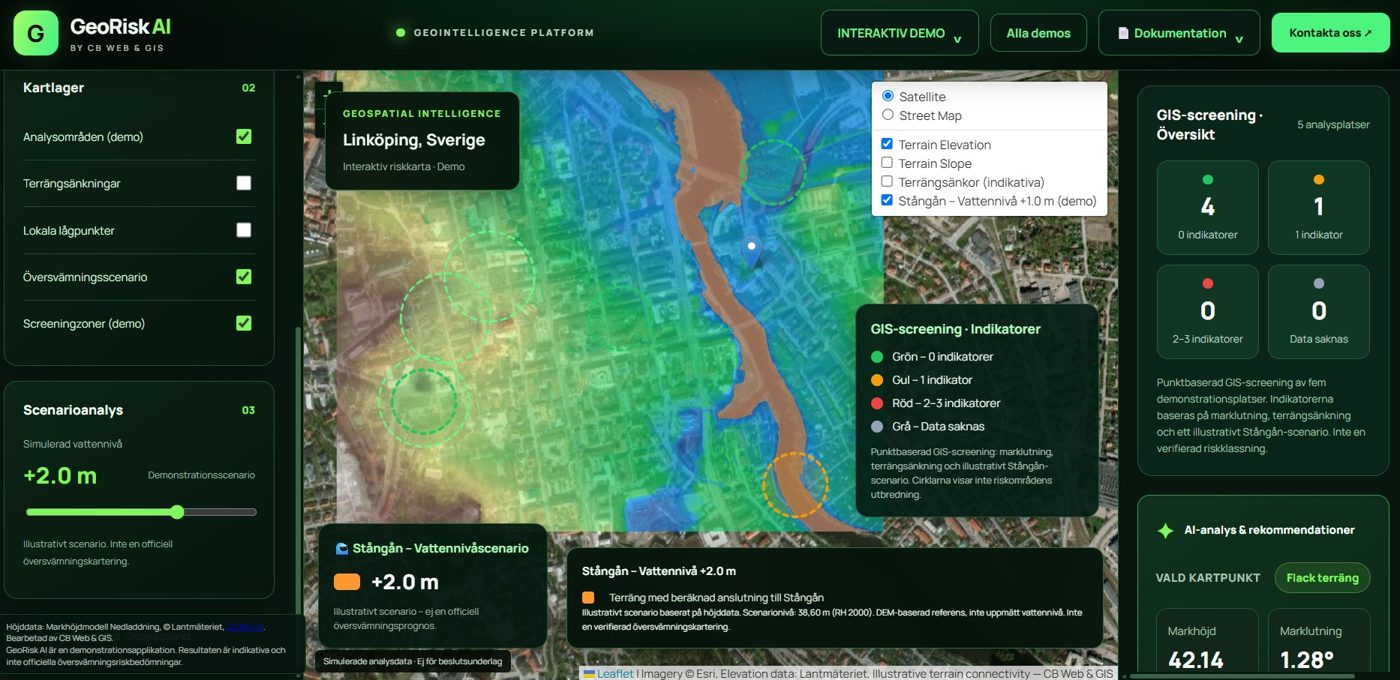 G
GeoRisk AI
BY CB WEB & GIS
GEOINTELLIGENCE PLATFORM
INTERAKTIV DEMO v
Alla demos
Dokumentation v
Kontakta oss ↗
Kartlager
02
Analysområden (demo)
Terrängsänkningar
Lokala lågpunkter
Översvämningsscenario
Screeningzoner (demo)
Scenarioanalys
03
Simulerad vattennivå
+2.0 m
Demonstrationsscenario
Illustrativt scenario. Inte en officiell
översvämningskartering.
Höjddata: Markhöjdmodell Nedladdning, © Lantmäteriet,
Bearbetad av CB Web & GIS.
GeoRisk AI är en demonstrationsapplikation. Resultaten är indikativa och
inte officiella översvämningsriskbedömningar.
GEOSPATIAL INTELLIGENCE
Linköping, Sverige
Interaktiv riskkarta · Demo
Satellite
Street Map
Terrain Elevation
Terrain Slope
Terrängsänkor (indikativa)
Stångån – Vattennivå +1.0 m (demo)
GIS-screening · Indikatorer
Grön – 0 indikatorer
Gul – 1 indikator
Röd – 2–3 indikatorer
Grå – Data saknas
Punktbaserad GIS-screening: marklutning,
terrängsänkning och illustrativt Stångån-
scenario. Cirklarna visar inte riskområdens
utbredning.
Stångån – Vattennivåscenario
+2.0 m
Illustrativt scenario – ej en officiell
översvämningsprognos.
Simulerade analysdata · Ej för beslutsunderlag
Stångån – Vattennivå +2.0 m
Terräng med beräknad anslutning till Stångån
Illustrativt scenario baserat på höjddata. Scenarionivå: 38,60 m (RH 2000). DEM-baserad referens, inte uppmätt vattennivå. Inte
en verifierad översvämningskartering.
Leaflet | Imagery © Esri. Elevation data: Lantmäteriet. Illustrative terrain connectivity — CB Web & GIS
GIS-screening ·
Översikt
5 analysplatser
4
0 indikatorer
1
1 indikator
0
2–3 indikatorer
0
Data saknas
Punktbaserad GIS-screening av fem
demonstrationsplatser. Indikatorerna
baseras på marklutning, terrängsänkning
och ett illustrativt Stångån-scenario. Inte en
verifierad riskklassning.
AI-analys & rekommendationer
VALD KARTPUNKT
Flack terräng
Markhöjd
42.14
Marklutning
1.28°